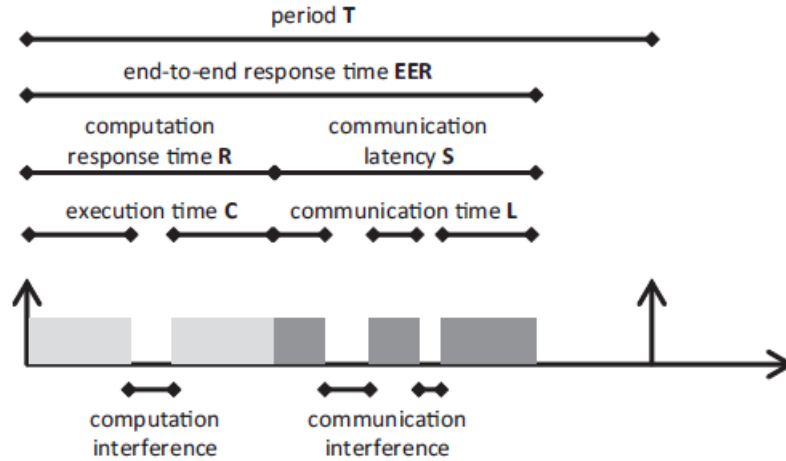 period T
end-to-end response time EER
computation
response time R
communication
latency S
execution time C
communication time L
computation
interference
communication
interference